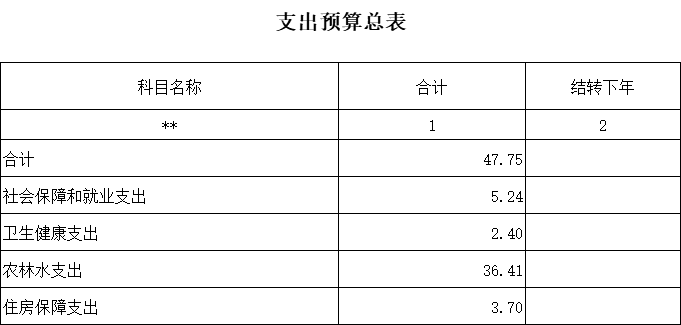 支出预算总表
科目名称 合计 结转下年
** 1 2
合计 47.75
社会保障和就业支出 5.24
卫生健康支出 2.40
农林水支出 36.41
住房保障支出 3.70